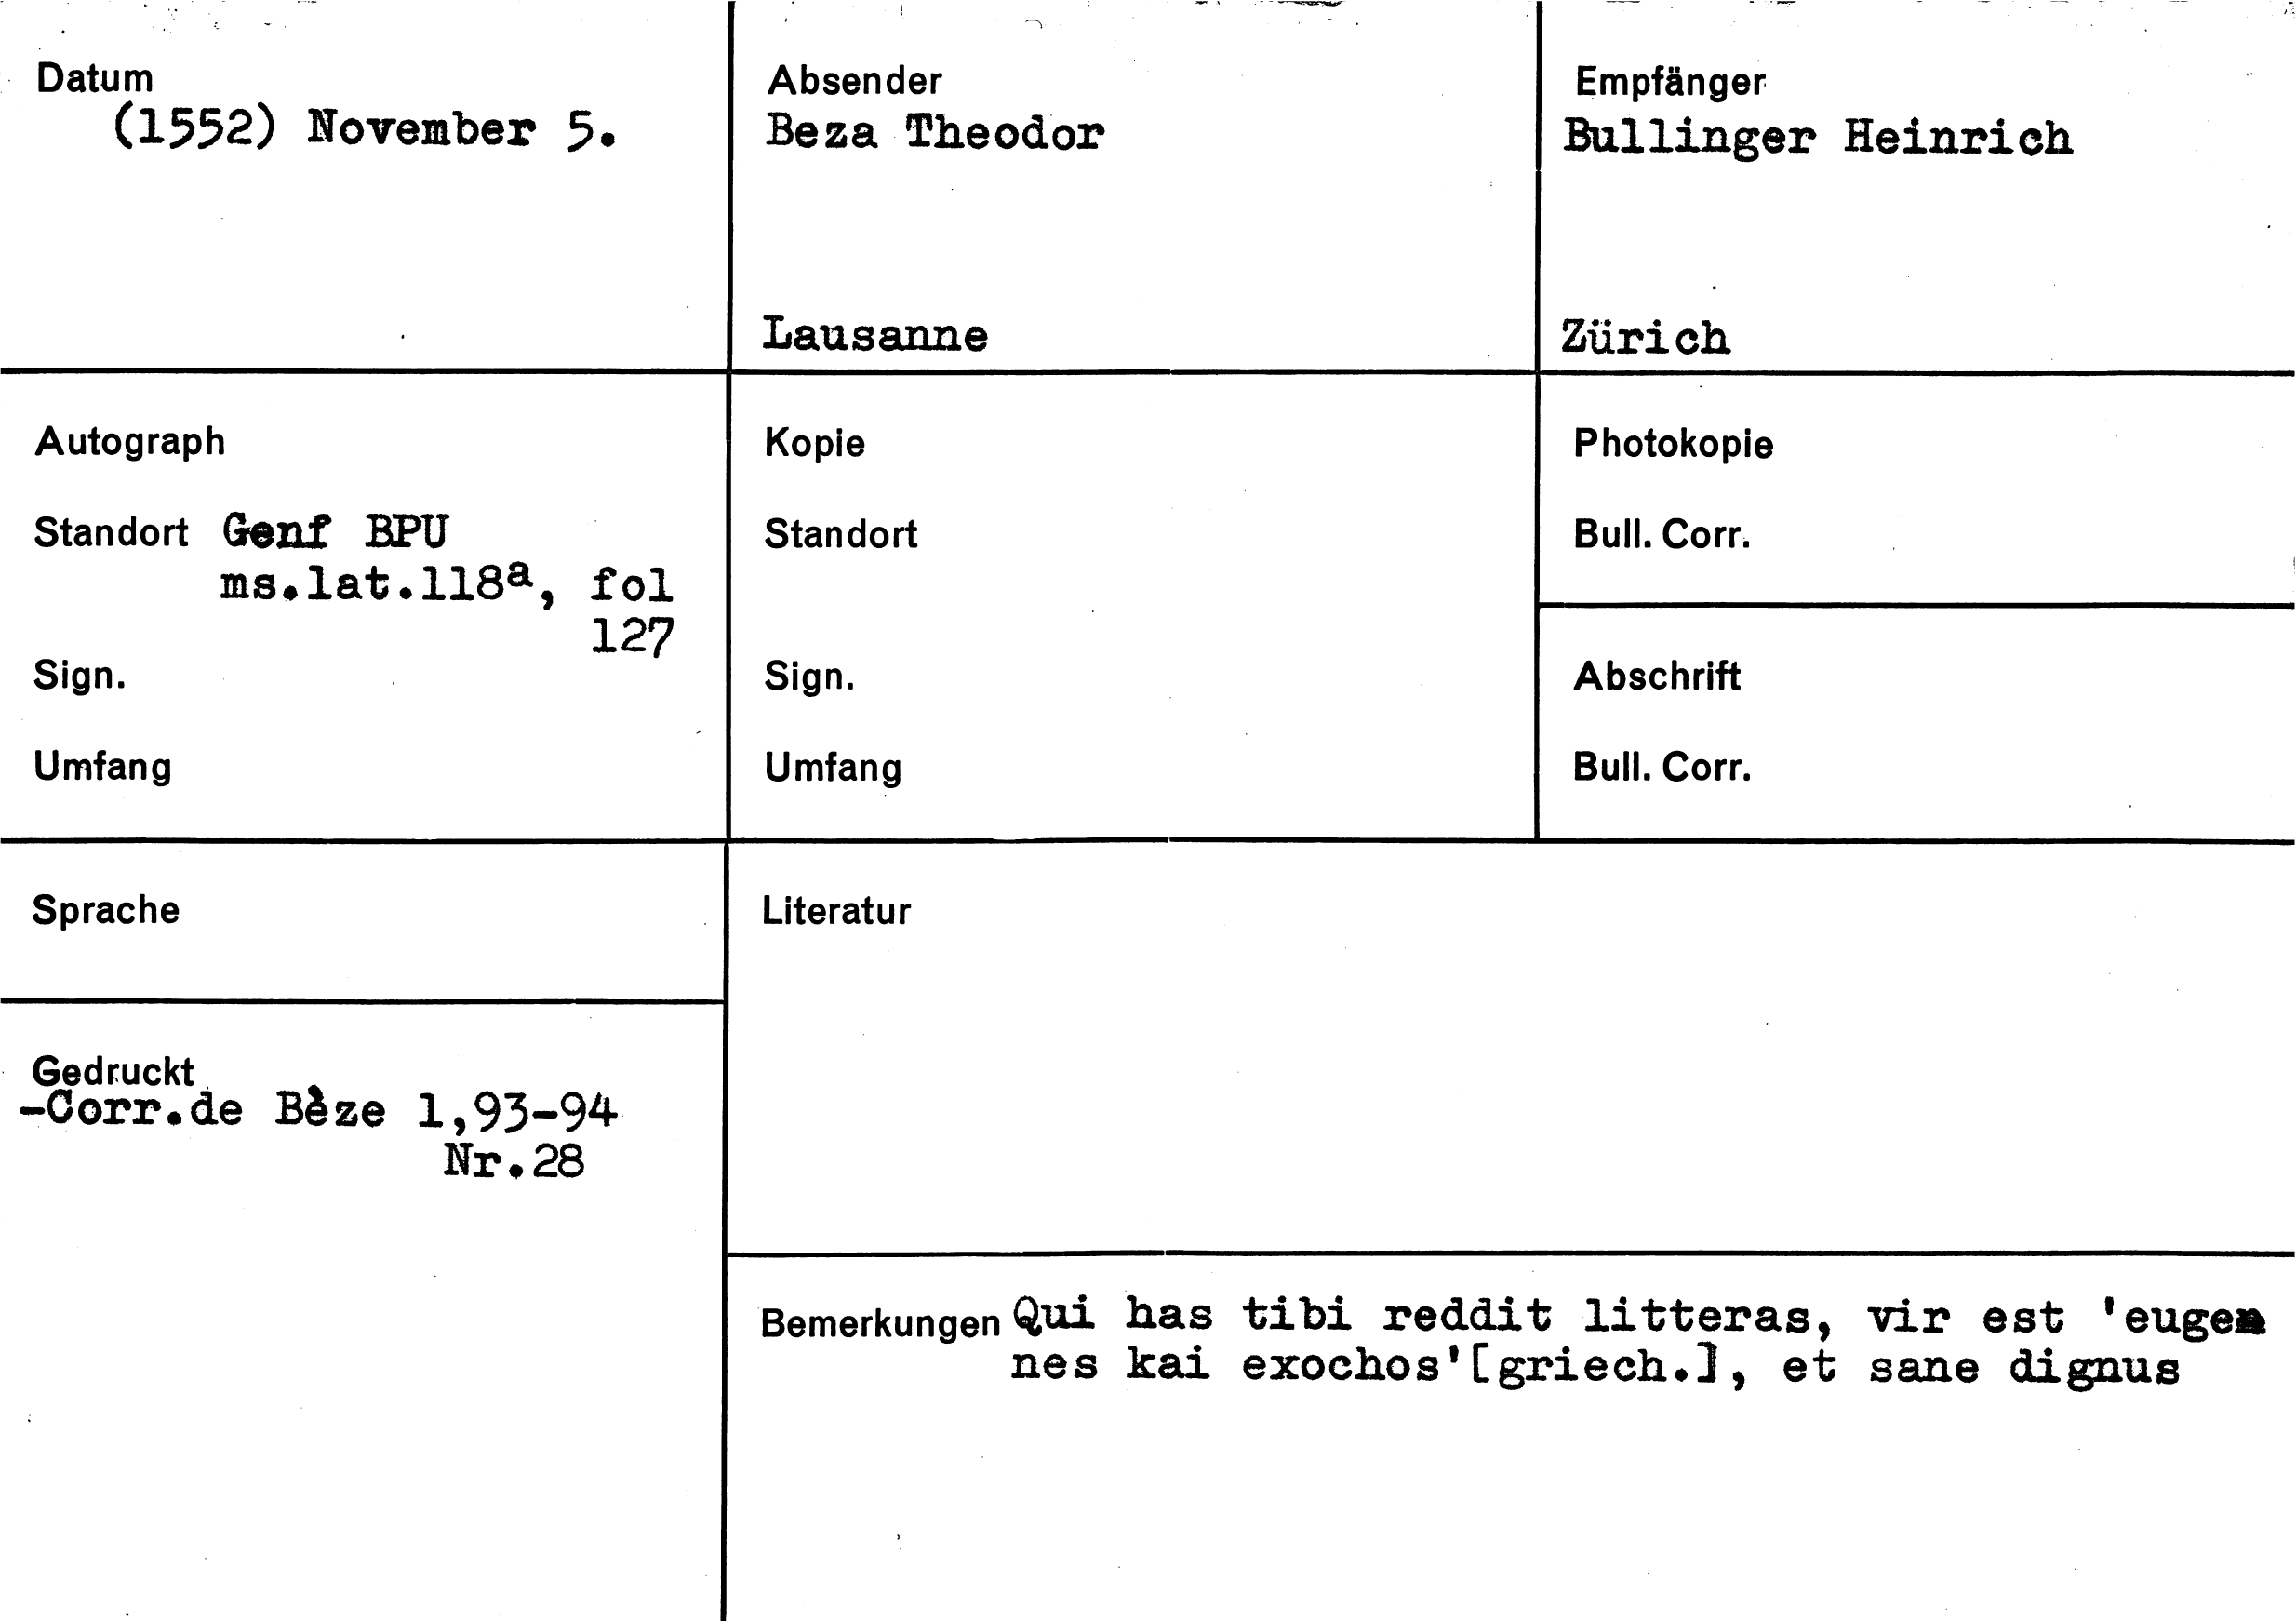 Datum
(1552) November 5.
Absender
Beza Theodor
Lausanne
Empfänger
Bullinger Heinrich
Zürich
Autograph
Standort Genf BPU
ms.lat.118a, fol
127
Sign.
Umfang
Kopie
Standort
Sign.
Umfang
Photokopie
Bull. Corr.
Abschrift
Bull. Corr.
Sprache
Literatur
Gedruckt
-Corr.de Bèze 1,93-94
Nr.28
Bemerkungen Qui has tibi reddit litteras, vir est 'euge
nes kai exochos'[griech.], et sane dignus